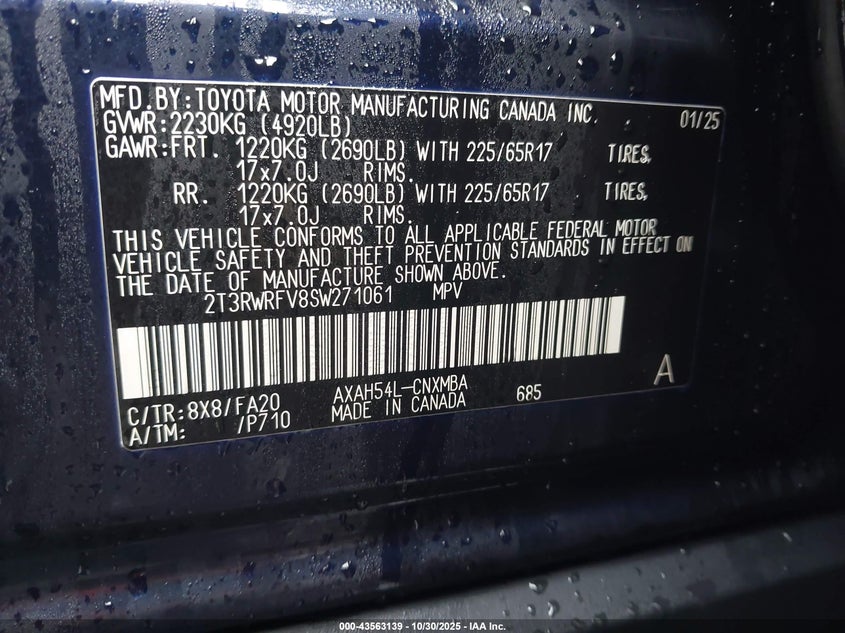 MFD.BY:TOYOTA MOTOR MANUFACTURING CANADA INC. 01/25
GVWR:2230KG (4920LB)
GAWR:FRT. 1220KG (2690LB) WITH 225/65R17 TIRES,
17x7.0J RIMS.
RR. 1220KG (2690LB) WITH 225/65R17 TIRES,
17x7.0J RIMS.
THIS VEHICLE CONFORMS TO ALL APPLICABLE FEDERAL MOTOR
VEHICLE SAFETY AND THEFT PREVENTION STANDARDS IN EFFECT ON
THE DATE OF MANUFACTURE SHOWN ABOVE.
2T3RWRFV8SW271061 MPV
C/TR:8X8/FA20 AXAH54L-CNXMBA 685 A
A/TM: /P710 MADE IN CANADA
000-43563139 - 10/30/2025 - IAA Inc.